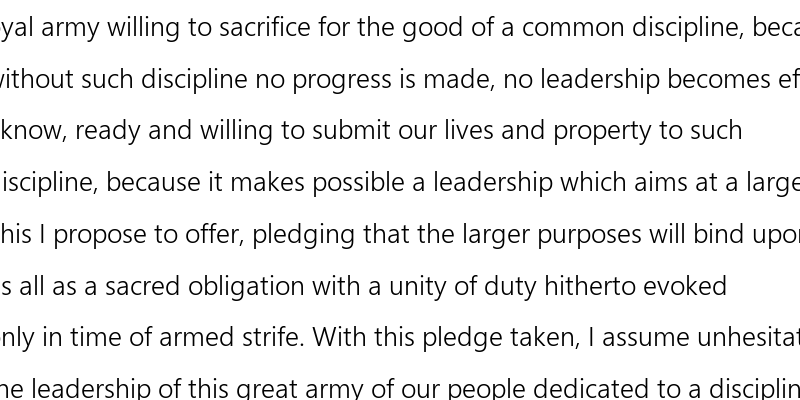 yal army willing to sacrifice for the good of a common discipline, beca
without such discipline no progress is made, no leadership becomes ef
know, ready and willing to submit our lives and property to such
iscipline, because it makes possible a leadership which aims at a large
his I propose to offer, pledging that the larger purposes will bind upon
s all as a sacred obligation with a unity of duty hitherto evoked
only in time of armed strife. With this pledge taken, I assume unhesitat
he leadership of this great army of our people dedicated to a disciplin